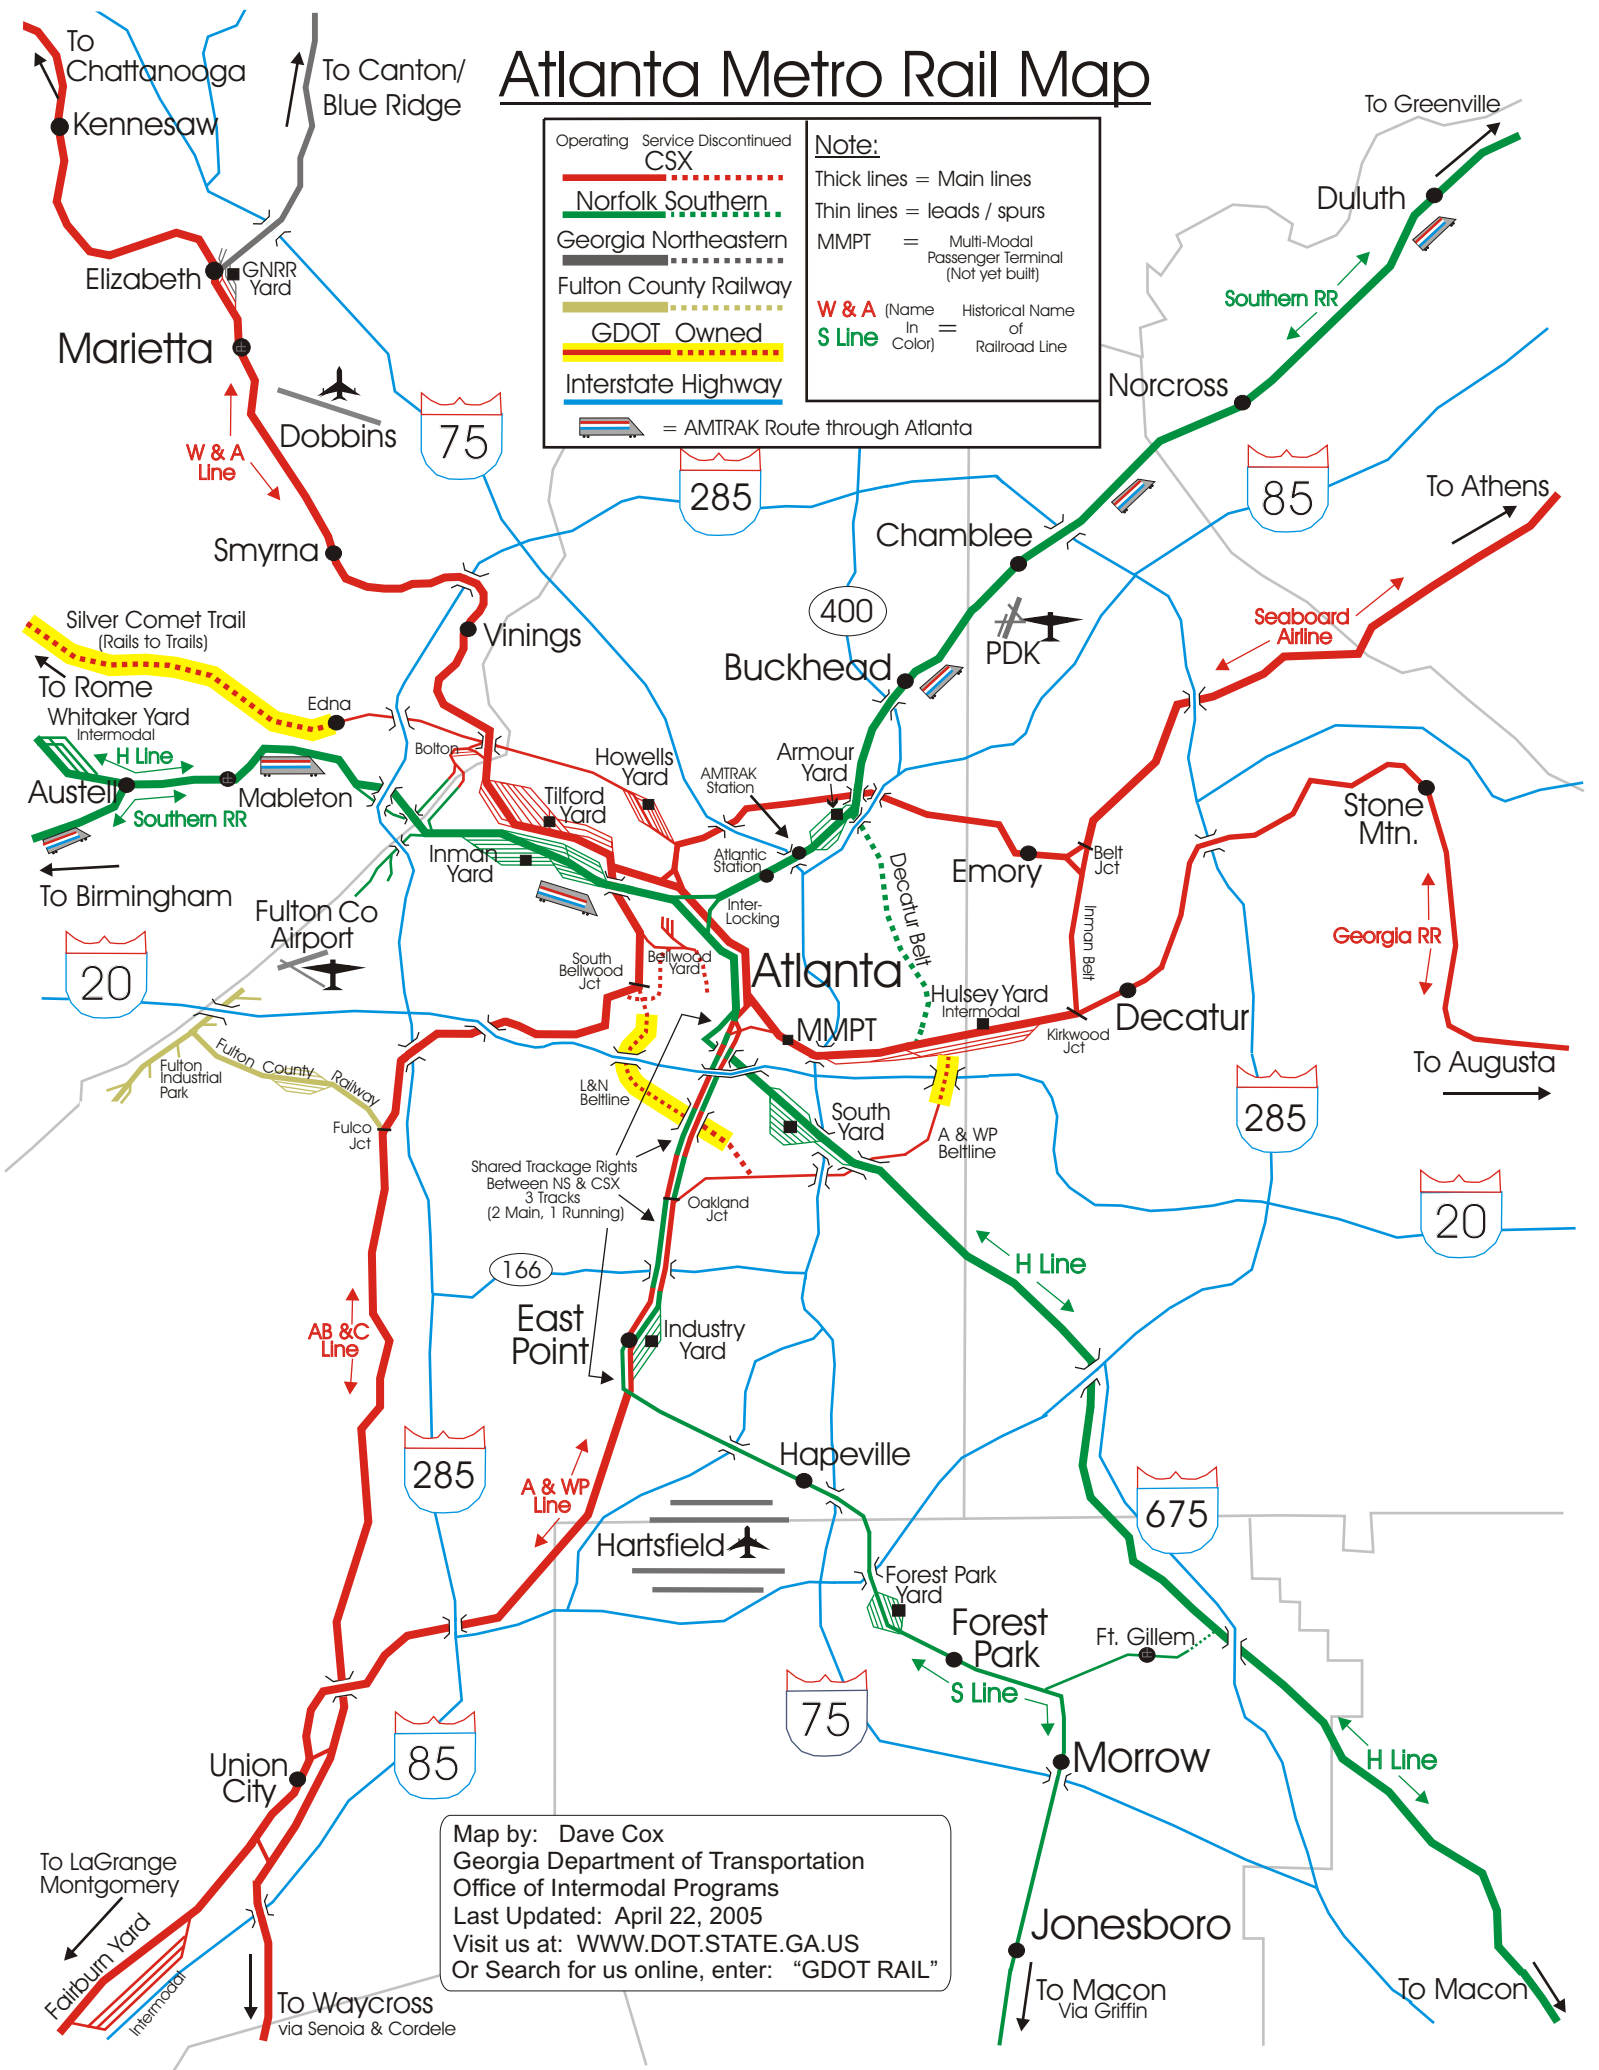 Atlanta Metro Rail Map
To
Chattanooga
Kennesaw
To Canton/
Blue Ridge
To Greenville
Duluth
Operating Service Discontinued
CSX
Norfolk Southern
Georgia Northeastern
Fulton County Railway
GDOT Owned
Interstate Highway
= AMTRAK Route through Atlanta
Note:
Thick lines = Main lines
Thin lines = leads / spurs
MMPT = Multi-Modal
Passenger Terminal
(Not yet built)
W & A
S Line
(Name
In
Color)
=
Historical Name
of
Railroad Line
Elizabeth
GNRR
Yard
Marietta
Dobbins
W & A
Line
75
285
Southern RR
Norcross
85
To Athens
Smyrna
Chamblee
400
Seaboard
Airline
PDK
Silver Comet Trail
(Rails to Trails)
Vinings
Buckhead
To Rome
Edna
Whitaker Yard
Intermodal
H Line
Austell
Mableton
Southern RR
Bolton
Howells
Yard
Tilford
Yard
AMTRAK
Station
Armour
Yard
Stone
Mtn.
To Birmingham
Inman
Yard
Atlantic
Station
Inter-
Locking
Emory
Belt
Jct
Decatur Belt
Inman Belt
Fulton Co
Airport
20
South
Bellwood
Jct
Bellwood
Yard
Atlanta
Georgia RR
Hulsey Yard
Intermodal
Decatur
MMPT
Kirkwood
Jct
To Augusta
Fulton County Railway
Fulton
Industrial
Park
L&N
Beltline
Fulco
Jct
South
Yard
A & WP
Beltline
285
Shared Trackage Rights
Between NS & CSX
3 Tracks
(2 Main, 1 Running)
Oakland
Jct
20
166
H Line
East
Point
Industry
Yard
AB &C
Line
285
A & WP
Line
Hapeville
675
Hartsfield
Forest Park
Yard
Forest
Park
Ft. Gillem
S Line
75
Union
City
85
Morrow
H Line
To LaGrange
Montgomery
Fairburn Yard
Intermodal
To Waycross
via Senoia & Cordele
Map by: Dave Cox
Georgia Department of Transportation
Office of Intermodal Programs
Last Updated: April 22, 2005
Visit us at: WWW.DOT.STATE.GA.US
Or Search for us online, enter: “GDOT RAIL”
Jonesboro
To Macon
Via Griffin
To Macon